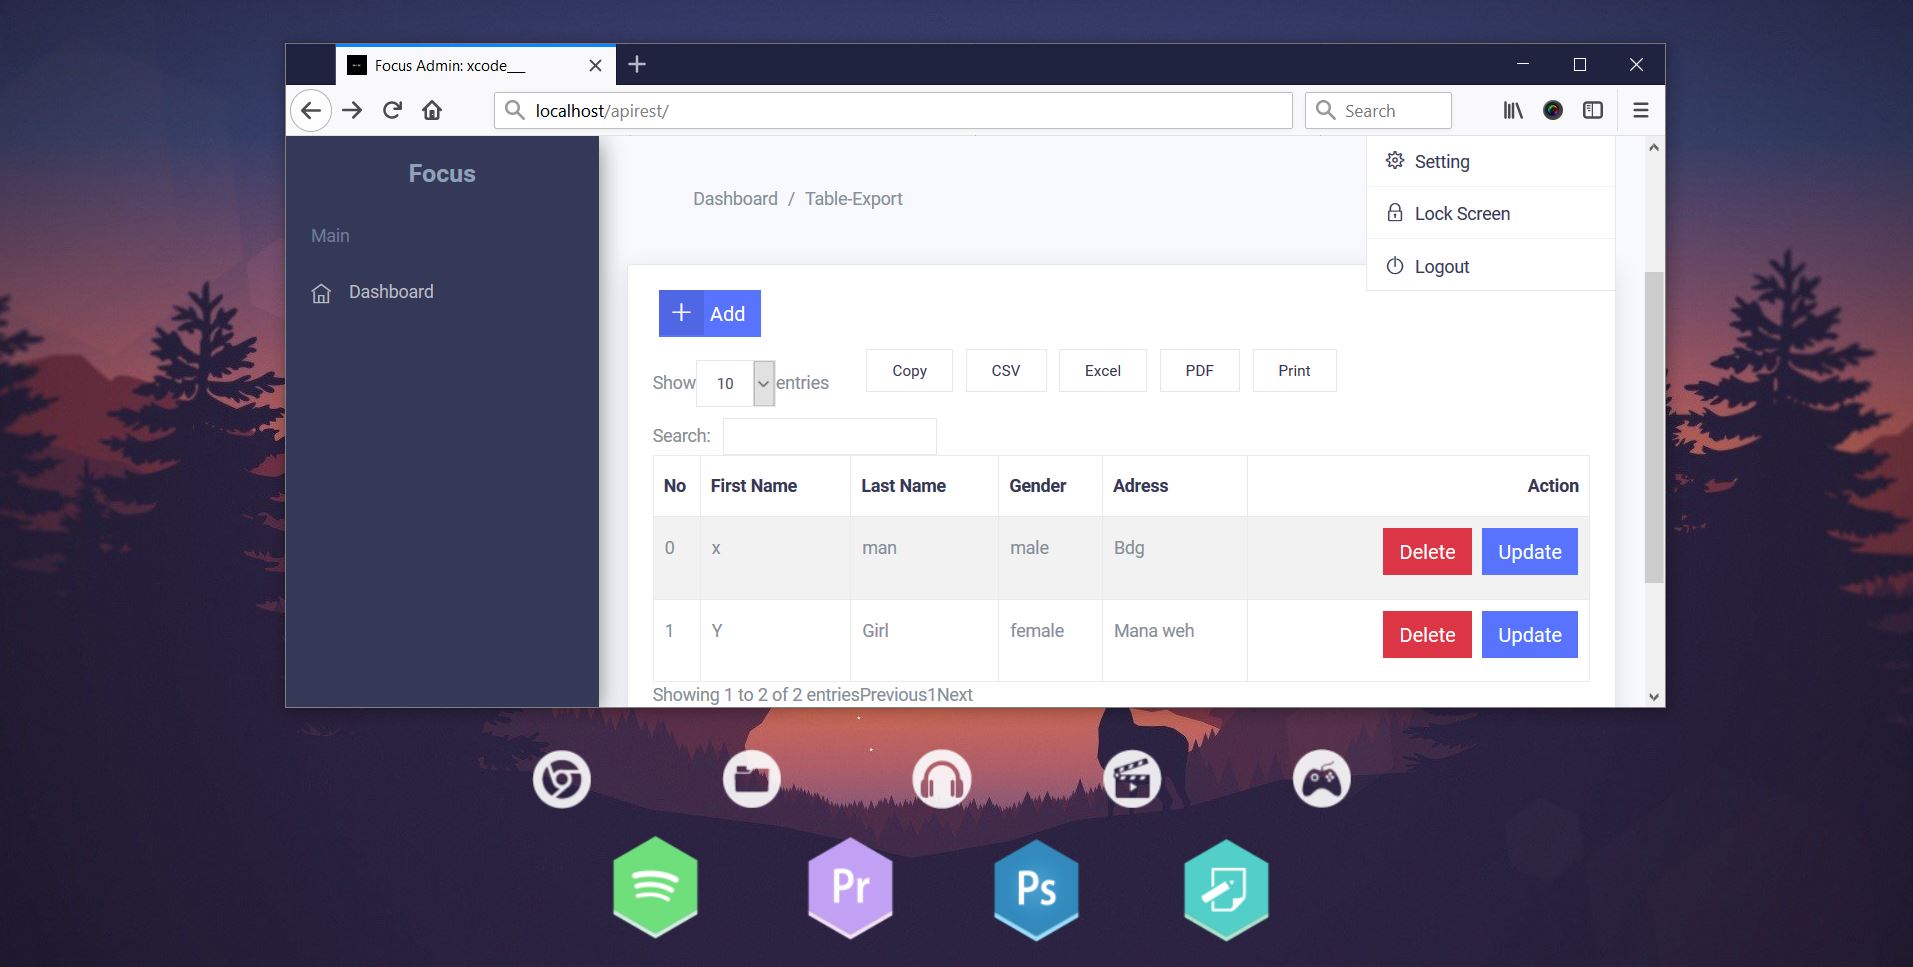 Focus Admin: xcode__
localhost/apirest/
Search
Focus
Main
Dashboard
Dashboard / Table-Export
Setting
Lock Screen
Logout
Add
Show 10 entries
Copy CSV Excel PDF Print
Search:
No First Name Last Name Gender Adress Action
0 x man male Bdg Delete Update
1 Y Girl female Mana weh Delete Update
Showing 1 to 2 of 2 entriesPrevious1Next
Pr
Ps